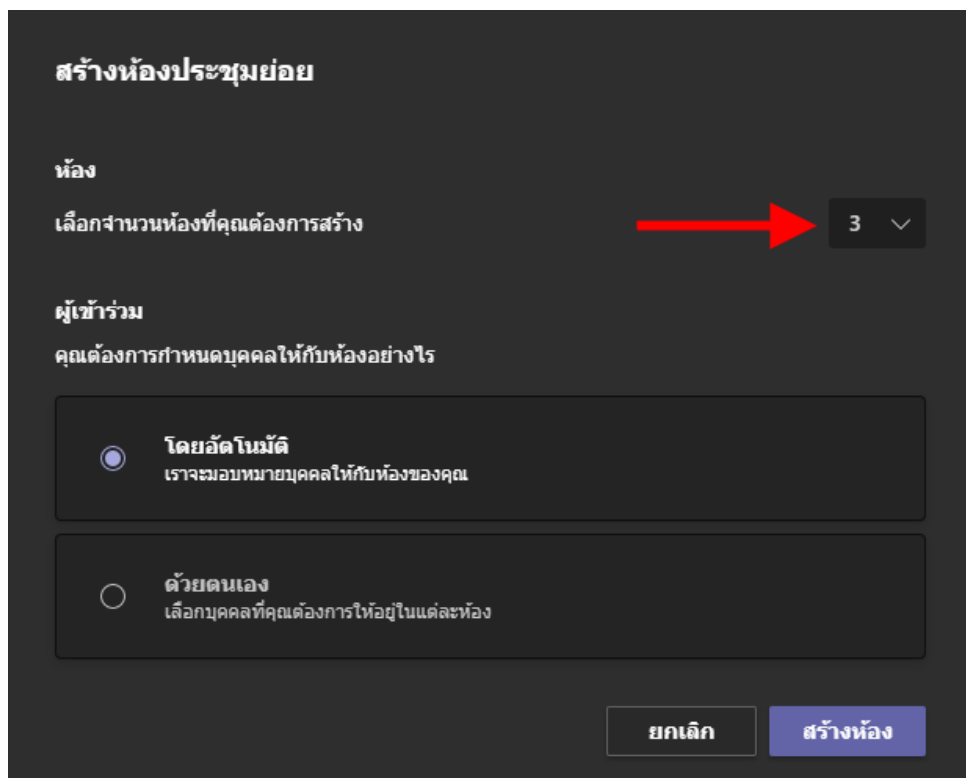 สร้างห้องประชุมย่อย
ห้อง
เลือกจำนวนห้องที่คุณต้องการสร้าง
3
ผู้เข้าร่วม
คุณต้องการกำหนดบุคคลให้กับห้องอย่างไร
โดยอัตโนมัติ
เราจะมอบหมายบุคคลให้กับห้องของคุณ
ด้วยตนเอง
เลือกบุคคลที่คุณต้องการให้อยู่ในแต่ละห้อง
ยกเลิก
สร้างห้อง